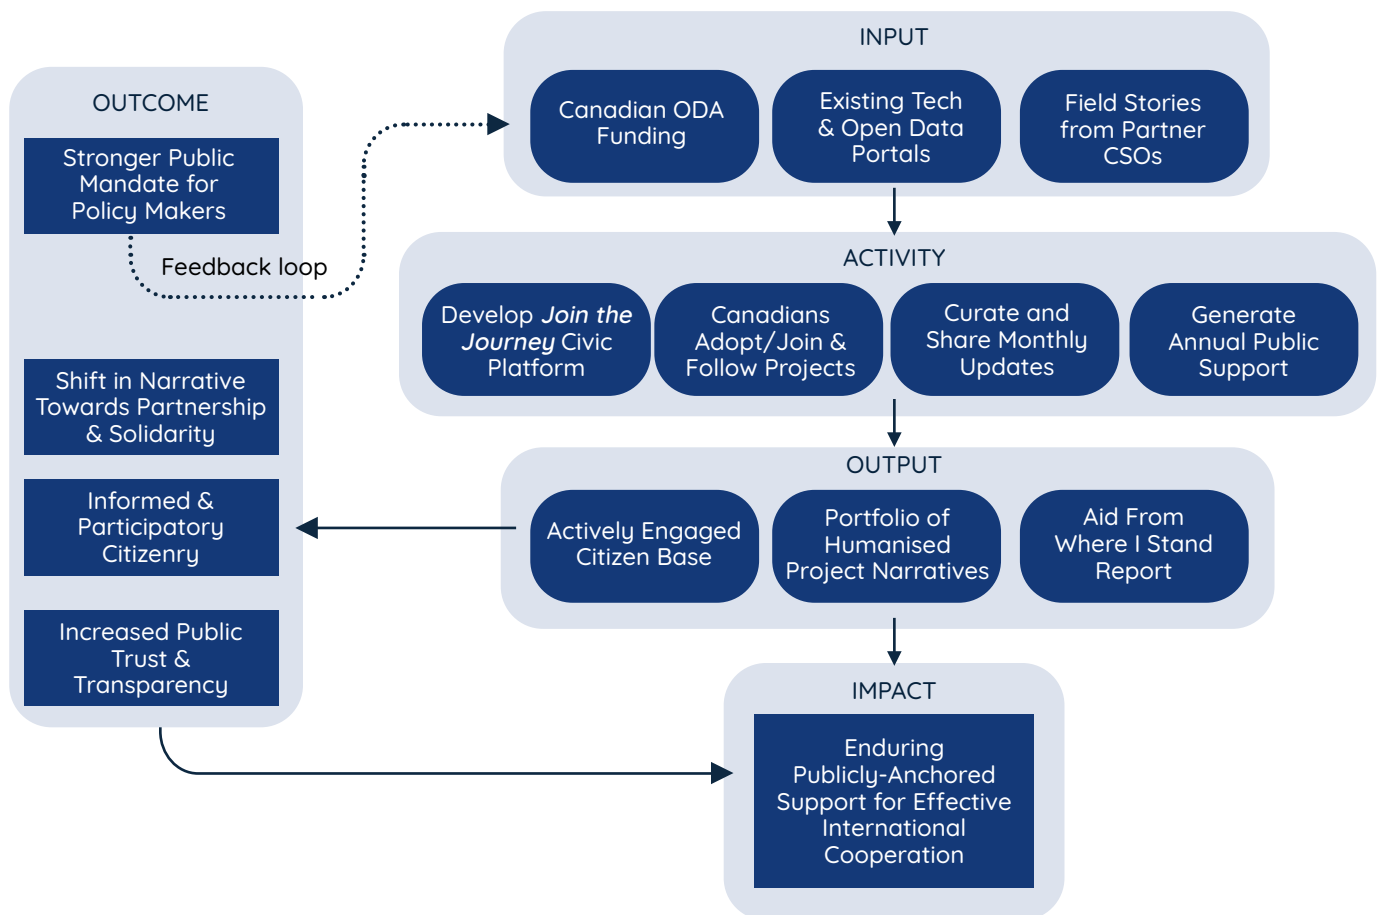 INPUT
Canadian ODA
Funding
Existing Tech
& Open Data
Portals
Field Stories
from Partner
CSOs
OUTCOME
Stronger Public
Mandate for
Policy Makers
Feedback loop
Shift in Narrative
Towards Partnership
& Solidarity
Informed &
Participatory
Citizenry
Increased Public
Trust &
Transparency
ACTIVITY
Develop Join the
Journey Civic
Platform
Canadians
Adopt/Join &
Follow Projects
Curate and
Share Monthly
Updates
Generate
Annual Public
Support
OUTPUT
Actively Engaged
Citizen Base
Portfolio of
Humanised
Project Narratives
Aid From
Where I Stand
Report
IMPACT
Enduring
Publicly-Anchored
Support for Effective
International
Cooperation